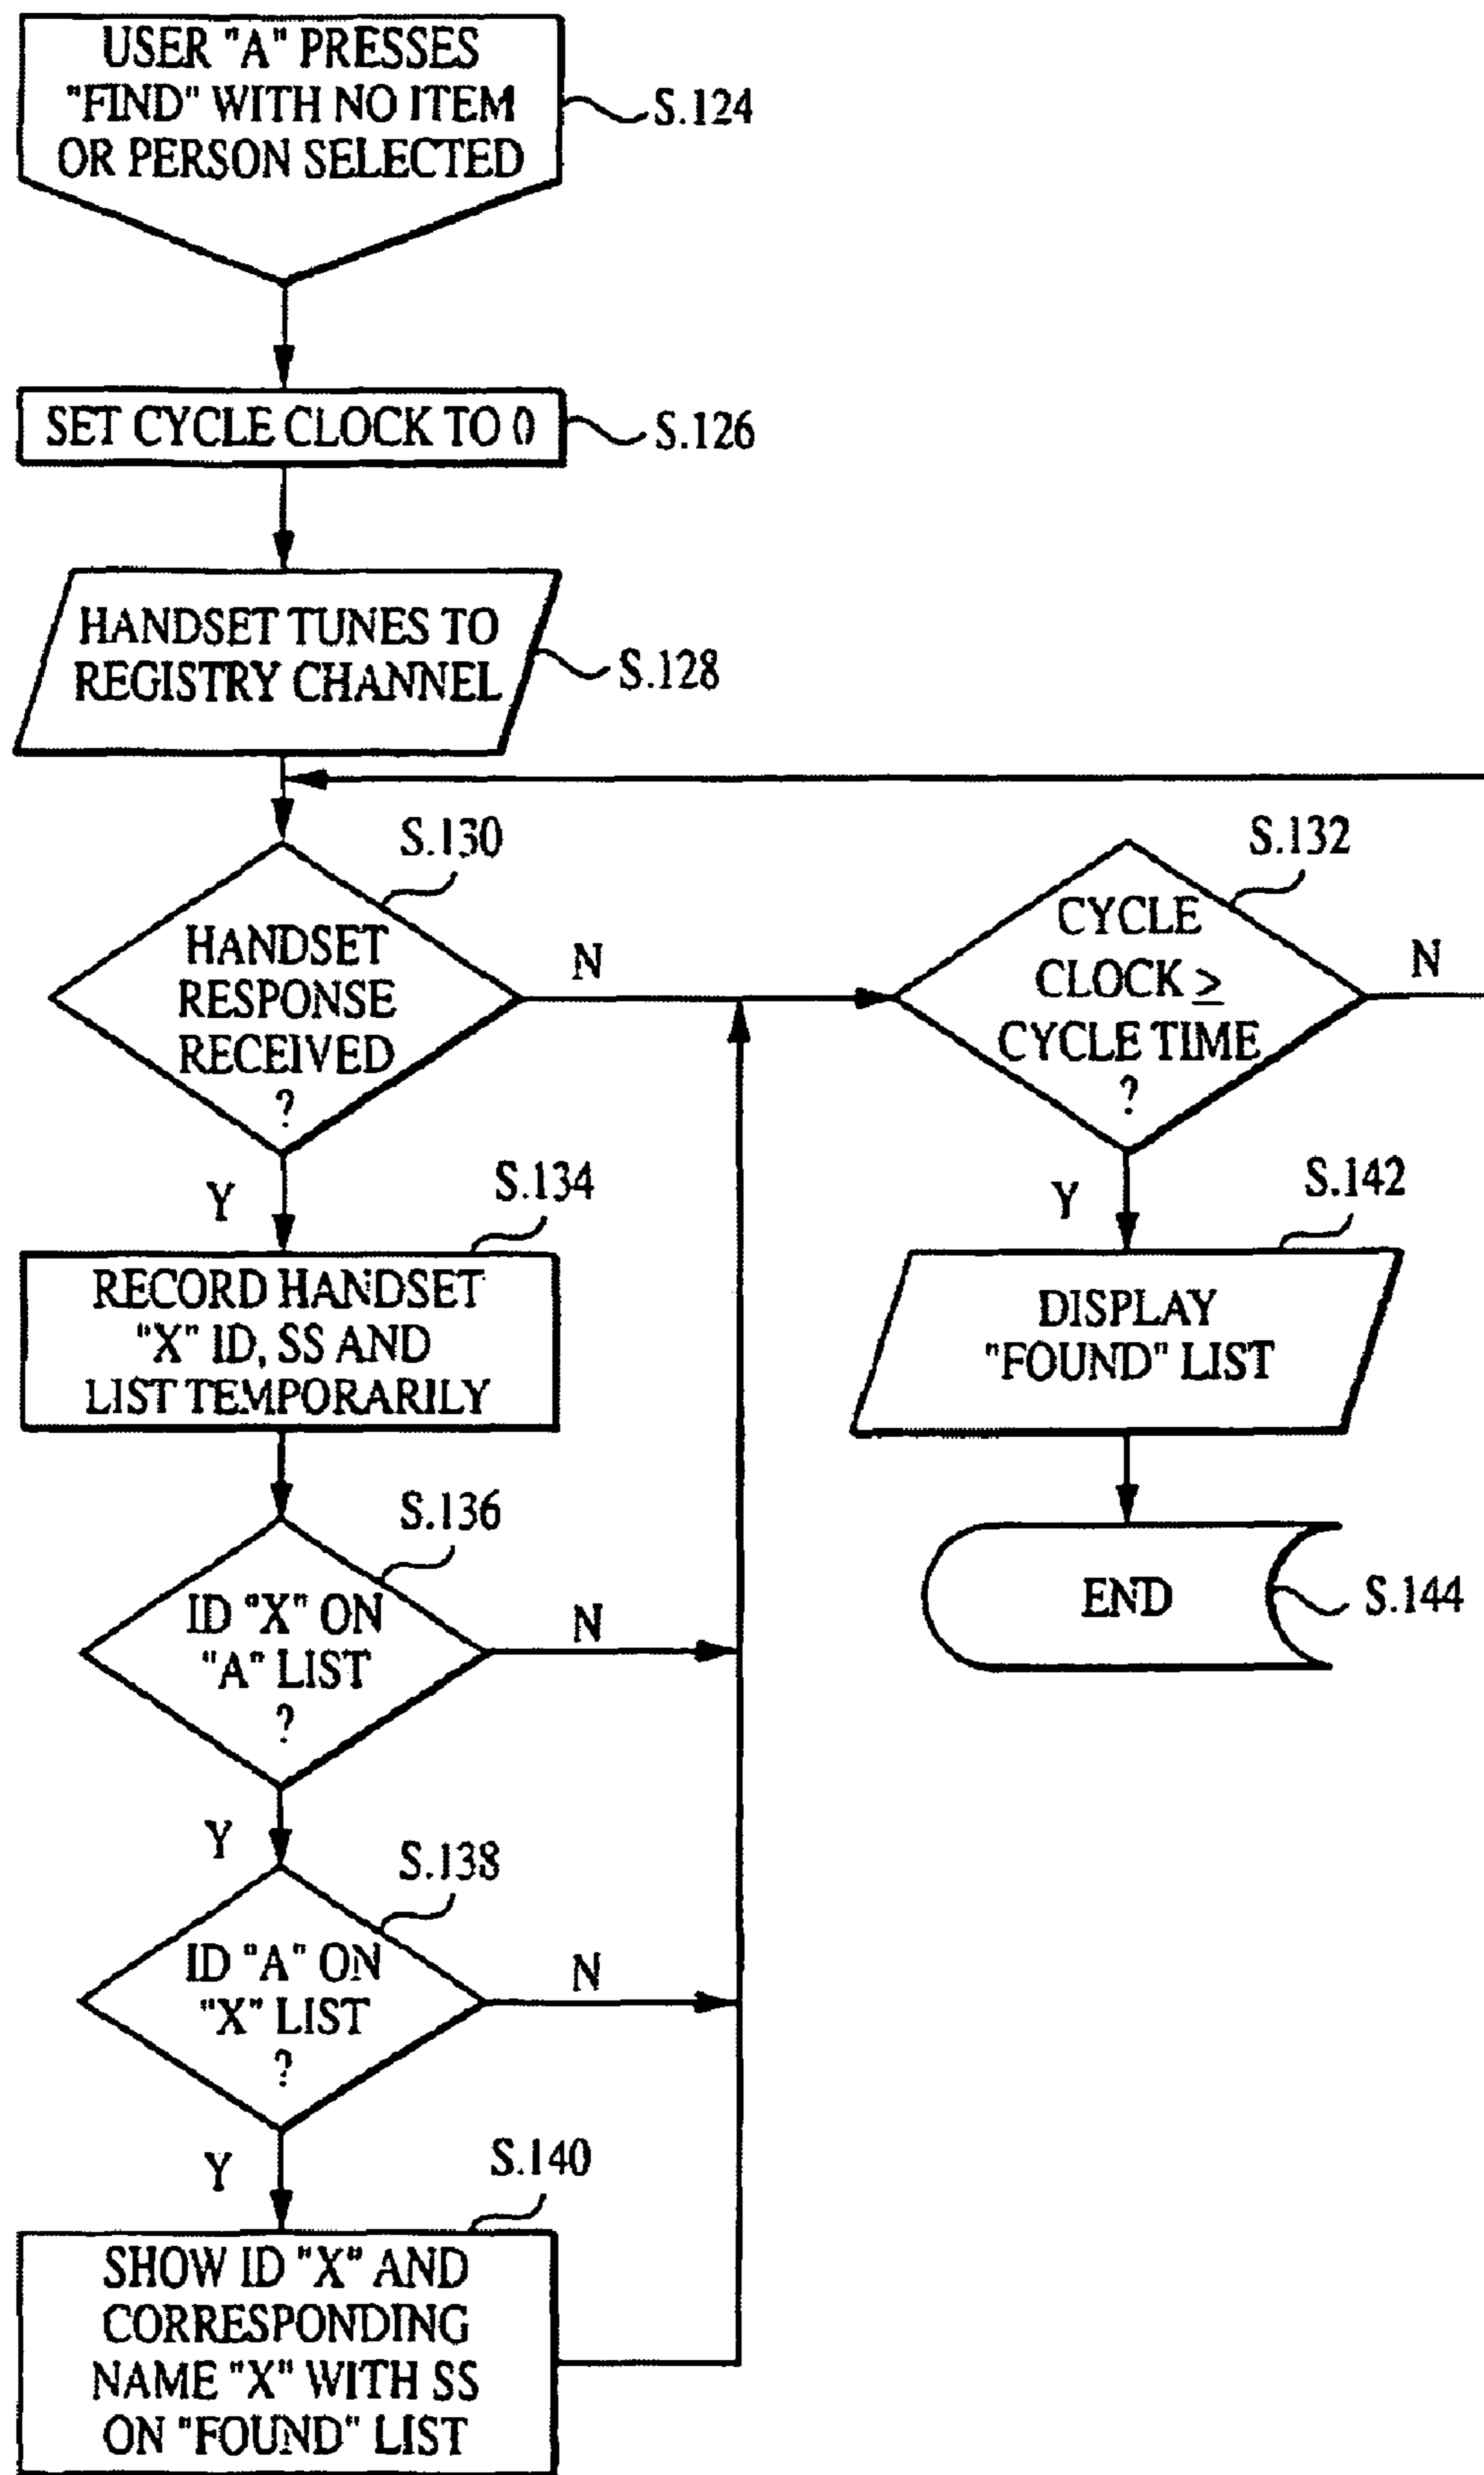 USER "A" PRESSES
"FIND" WITH NO ITEM
OR PERSON SELECTED
S.124
SET CYCLE CLOCK TO 0
S.126
HANDSET TUNES TO
REGISTRY CHANNEL
S.128
S.130
HANDSET
RESPONSE
RECEIVED
?
N
Y
S.132
CYCLE
CLOCK ≥
CYCLE TIME
?
N
Y
S.134
RECORD HANDSET
"X" ID, SS AND
LIST TEMPORARILY
S.142
DISPLAY
"FOUND" LIST
S.136
ID "X" ON
"A" LIST
?
N
Y
END
S.144
S.138
ID "A" ON
"X" LIST
?
N
Y
S.140
SHOW ID "X" AND
CORRESPONDING
NAME "X" WITH SS
ON "FOUND" LIST